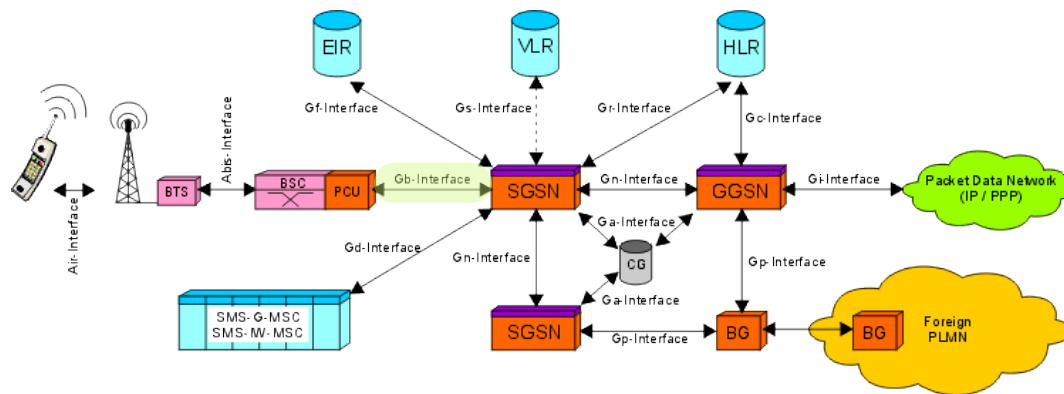 EIR
VLR
HLR
Gf-Interface
Gs-Interface
Gr-Interface
Gc-Interface
Air-Interface
BTS
Abis-Interface
BSC
PCU
Gb-Interface
SGSN
Gn-Interface
GGSN
Gi-Interface
Packet Data Network
(IP / PPP)
Gd-Interface
Gn-Interface
Ga-Interface
CG
Ga-Interface
Gp-Interface
SMS-G-MSC
SMS-IW-MSC
SGSN
Gp-Interface
BG
BG
Foreign
PLMN